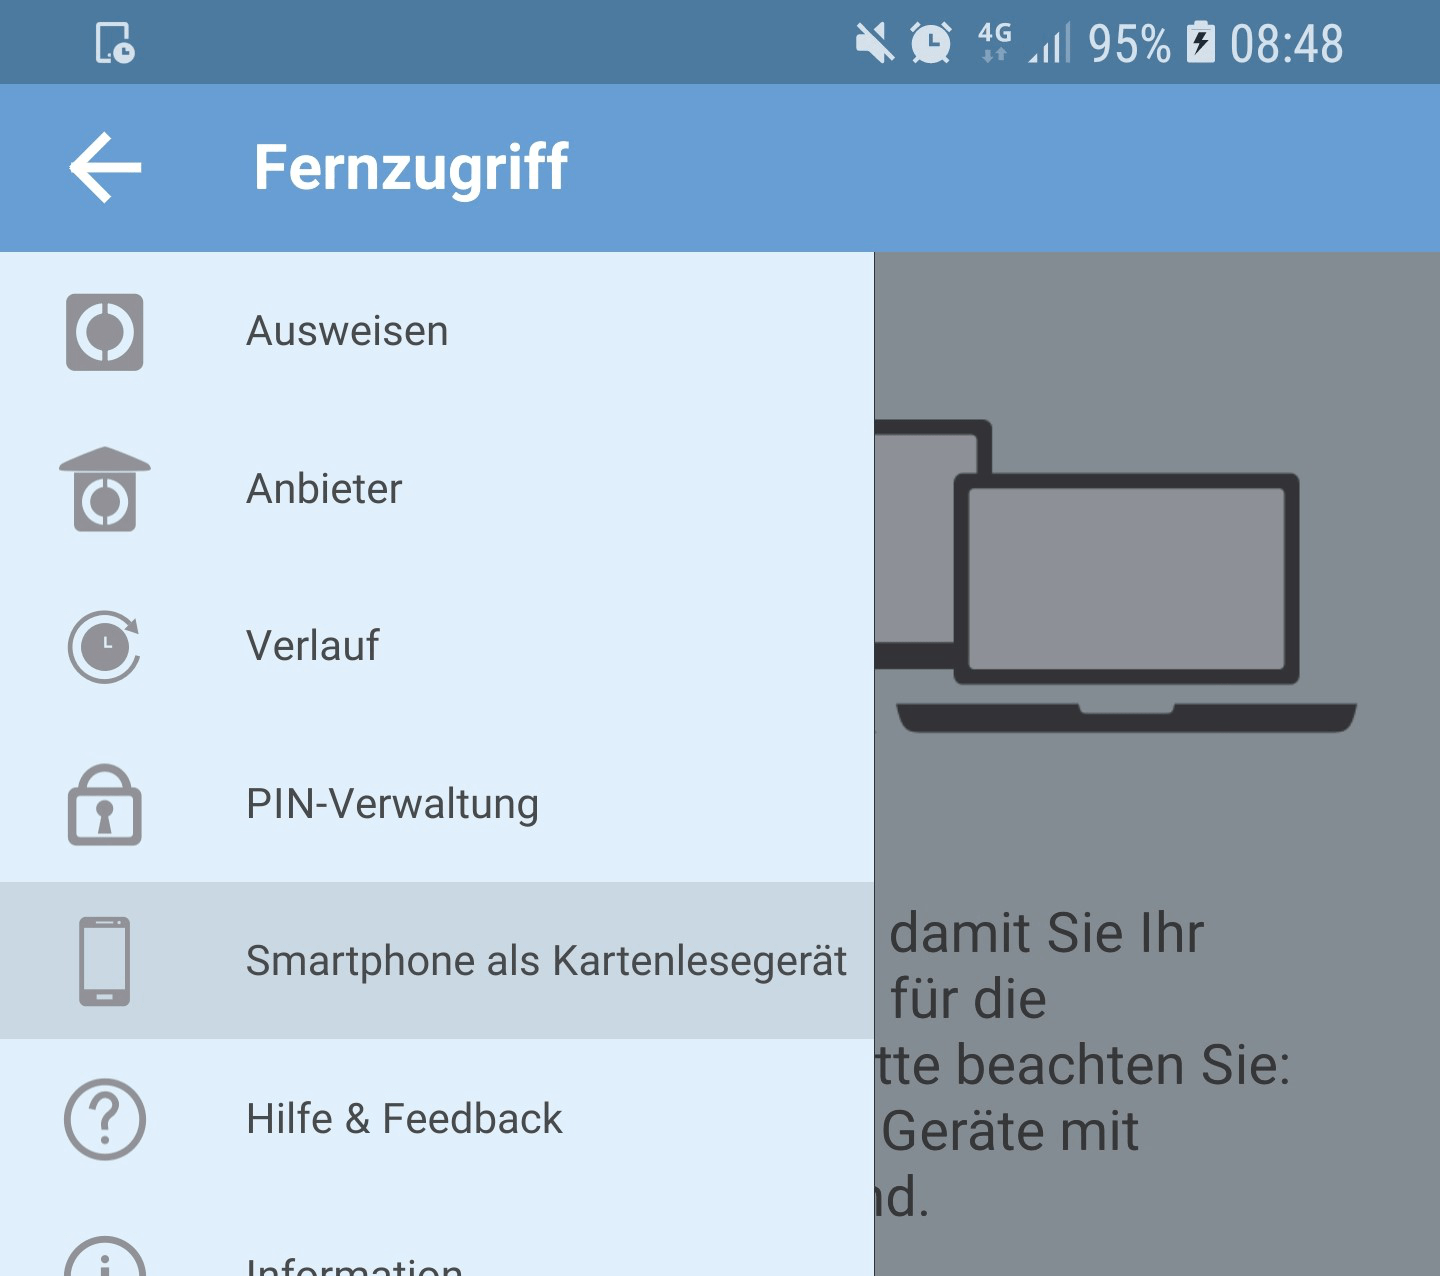 4G 95% 08:48
Fernzugriff
Ausweisen
Anbieter
Verlauf
PIN-Verwaltung
Smartphone als Kartenlesegerät
Hilfe & Feedback
Information
damit Sie Ihr
für die
tte beachten Sie:
Geräte mit
nd.